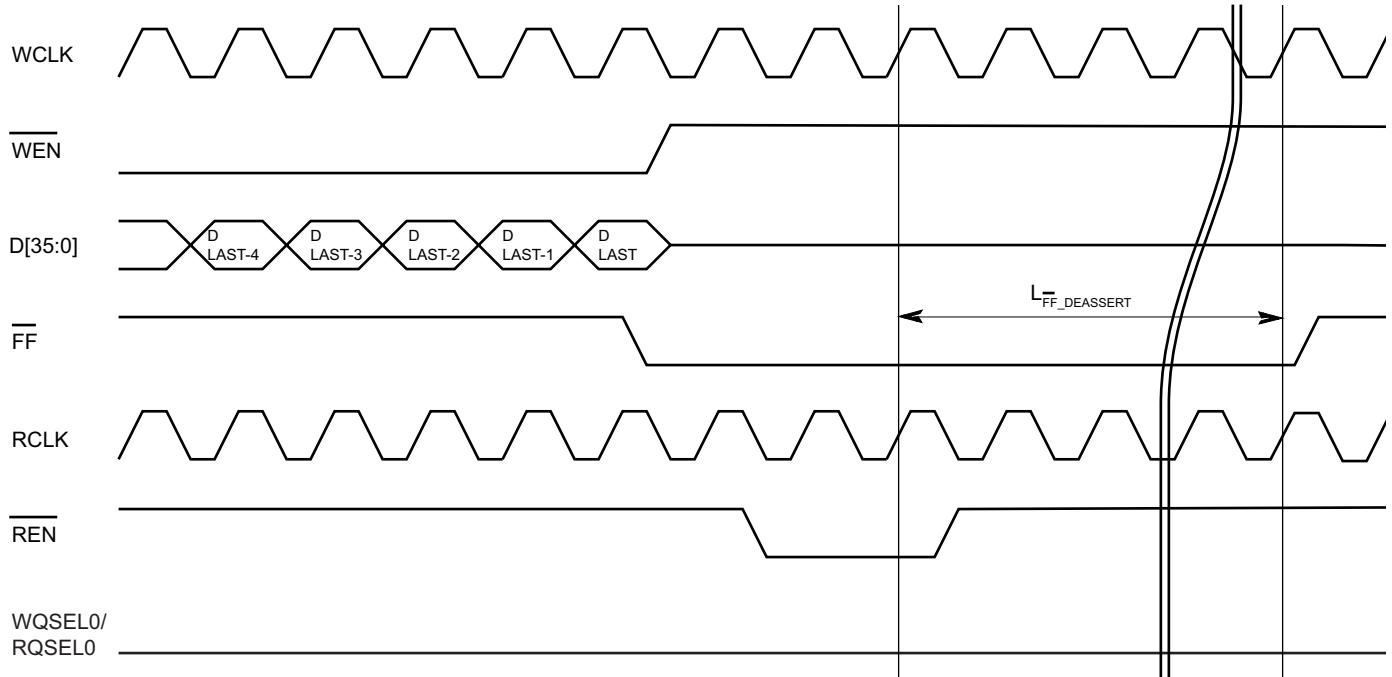 WCLK
WEN
D[35:0]
D
LAST-4
D
LAST-3
D
LAST-2
D
LAST-1
D
LAST
LFF_DEASSERT
FF
RCLK
REN
WQSEL0/
RQSEL0